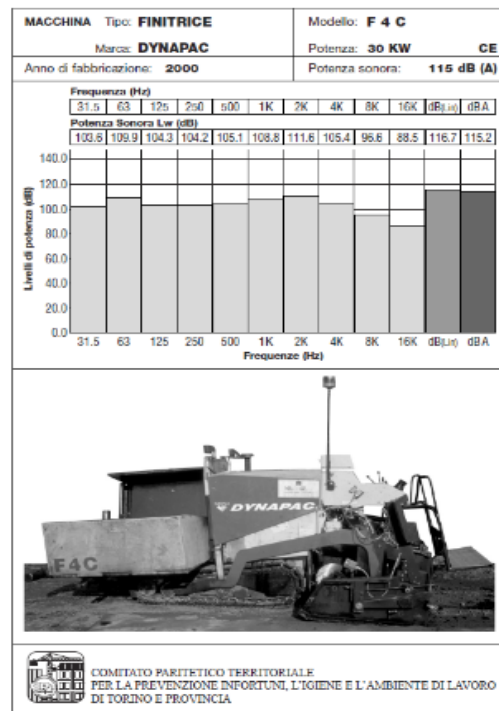 MACCHINA Tipo: FINITRICE Modello: F 4 C
Marca: DYNAPAC Potenza: 30 KW CE
Anno di fabbricazione: 2000 Potenza sonora: 115 dB (A)
Frequenza (Hz)
31.5 63 125 250 500 1K 2K 4K 8K 16K dB(Lin) dBA
Potenza Sonora Lw (dB)
103.6 109.9 104.3 104.2 105.1 108.8 111.6 105.4 96.6 88.5 116.7 115.2
Livelli di potenza (dB)
140.0
120.0
100.0
80.0
60.0
40.0
20.0
0.0
31.5 63 125 250 500 1K 2K 4K 8K 16K dB(Lin) dBA
Frequenze (Hz)
DYNAPAC
F4C
COMITATO PARITETICO TERRITORIALE
PER LA PREVENZIONE INFORTUNI, L'IGIENE E L'AMBIENTE DI LAVORO
DI TORINO E PROVINCIA